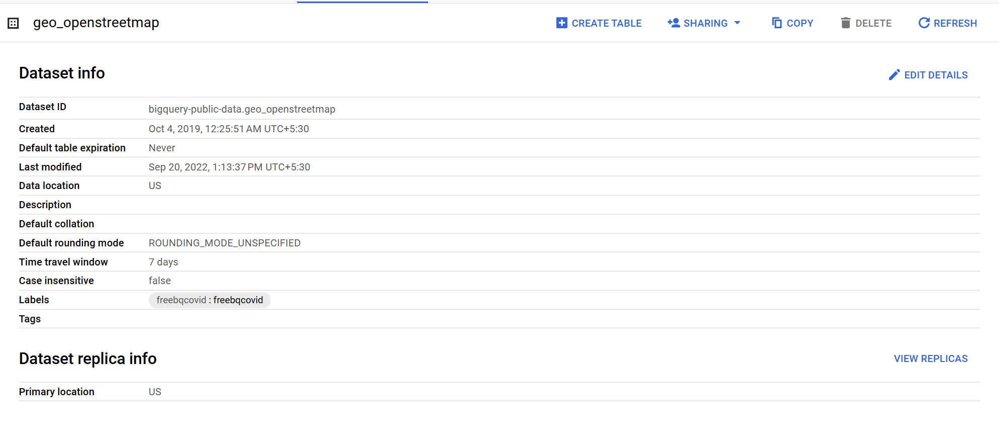 geo_openstreetmap CREATE TABLE SHARING COPY DELETE REFRESH
Dataset info EDIT DETAILS
Dataset ID bigquery-public-data.geo_openstreetmap
Created Oct 4, 2019, 12:25:51 AM UTC+5:30
Default table expiration Never
Last modified Sep 20, 2022, 1:13:37 PM UTC+5:30
Data location US
Description
Default collation
Default rounding mode ROUNDING_MODE_UNSPECIFIED
Time travel window 7 days
Case insensitive false
Labels freebqcovid : freebqcovid
Tags
Dataset replica info VIEW REPLICAS
Primary location US